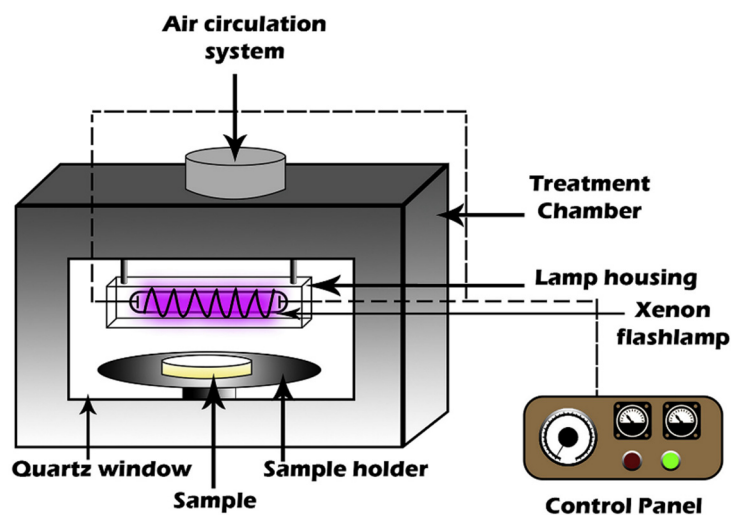 Air circulation
system
Treatment
Chamber
Lamp housing
Xenon
flashlamp
Quartz window
Sample holder
Sample
Control Panel